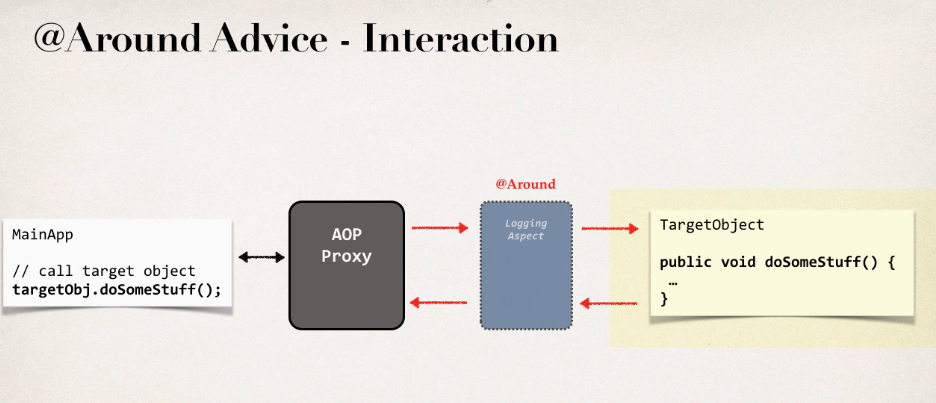 @Around Advice - Interaction
@Around
MainApp
// call target object
targetObj.doSomeStuff();
AOP
Proxy
Logging
Aspect
TargetObject
public void doSomeStuff() {
…
}